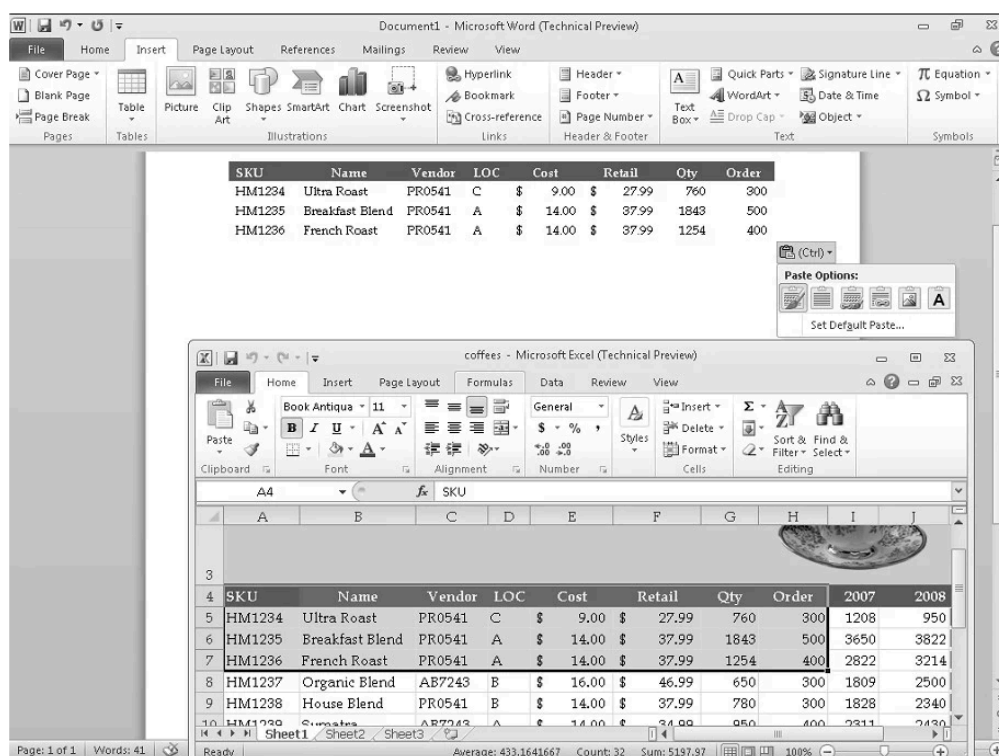 Document1 - Microsoft Word (Technical Preview)
File Home Insert Page Layout References Mailings Review View
Cover Page
Blank Page
Page Break
Pages
Table
Tables
Picture Clip Art Shapes SmartArt Chart Screenshot
Illustrations
Hyperlink
Bookmark
Cross-reference
Links
Header
Footer
Page Number
Header & Footer
Text Box
Quick Parts Signature Line
WordArt Date & Time
Drop Cap Object
Text
π Equation
Ω Symbol
Symbols
SKU Name Vendor LOC Cost Retail Qty Order
HM1234 Ultra Roast PR0541 C $ 9.00 $ 27.99 760 300
HM1235 Breakfast Blend PR0541 A $ 14.00 $ 37.99 1843 500
HM1236 French Roast PR0541 A $ 14.00 $ 37.99 1254 400
(Ctrl)
Paste Options:
Set Default Paste...
coffees - Microsoft Excel (Technical Preview)
File Home Insert Page Layout Formulas Data Review View
Paste
Clipboard
Book Antiqua 11
B I U
Font
Alignment
General
$ % ,
Number
Styles
Insert
Delete
Format
Cells
Σ
Sort & Filter Find & Select
Editing
A4 fx SKU
A B C D E F G H I J
3
4 SKU Name Vendor LOC Cost Retail Qty Order 2007 2008
5 HM1234 Ultra Roast PR0541 C $ 9.00 $ 27.99 760 300 1208 950
6 HM1235 Breakfast Blend PR0541 A $ 14.00 $ 37.99 1843 500 3650 3822
7 HM1236 French Roast PR0541 A $ 14.00 $ 37.99 1254 400 2822 3214
8 HM1237 Organic Blend AB7243 B $ 16.00 $ 46.99 650 300 1809 2500
9 HM1238 House Blend PR0541 B $ 14.00 $ 37.99 780 300 1828 2340
10 HM1239 Sumatra AB7243 A $ 14.00 $ 34.99 950 400 2311 2430
Sheet1 Sheet2 Sheet3
Page: 1 of 1 Words: 41
Ready Average: 433.1641667 Count: 32 Sum: 5197.97 100%